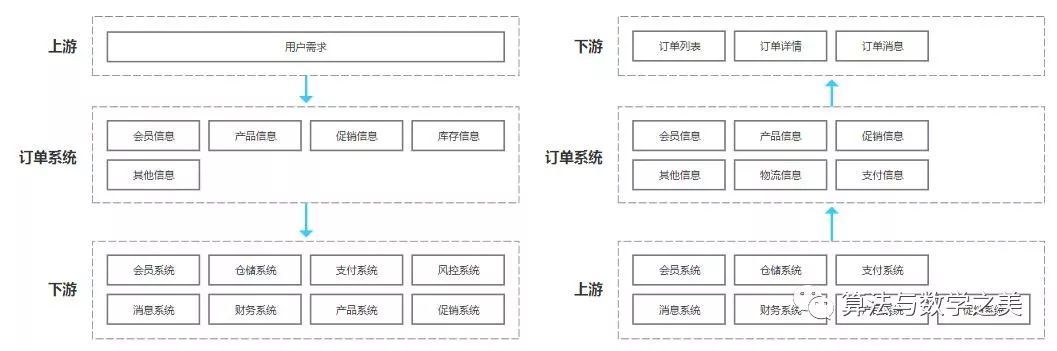 上游
用户需求
订单系统
会员信息 产品信息 促销信息 库存信息
其他信息
下游
会员系统 仓储系统 支付系统 风控系统
消息系统 财务系统 产品系统 促销系统
下游
订单列表 订单详情 订单消息
订单系统
会员信息 产品信息 促销信息
其他信息 物流信息 支付信息
上游
会员系统 仓储系统 支付系统
消息系统 财务系统
算法与数学之美